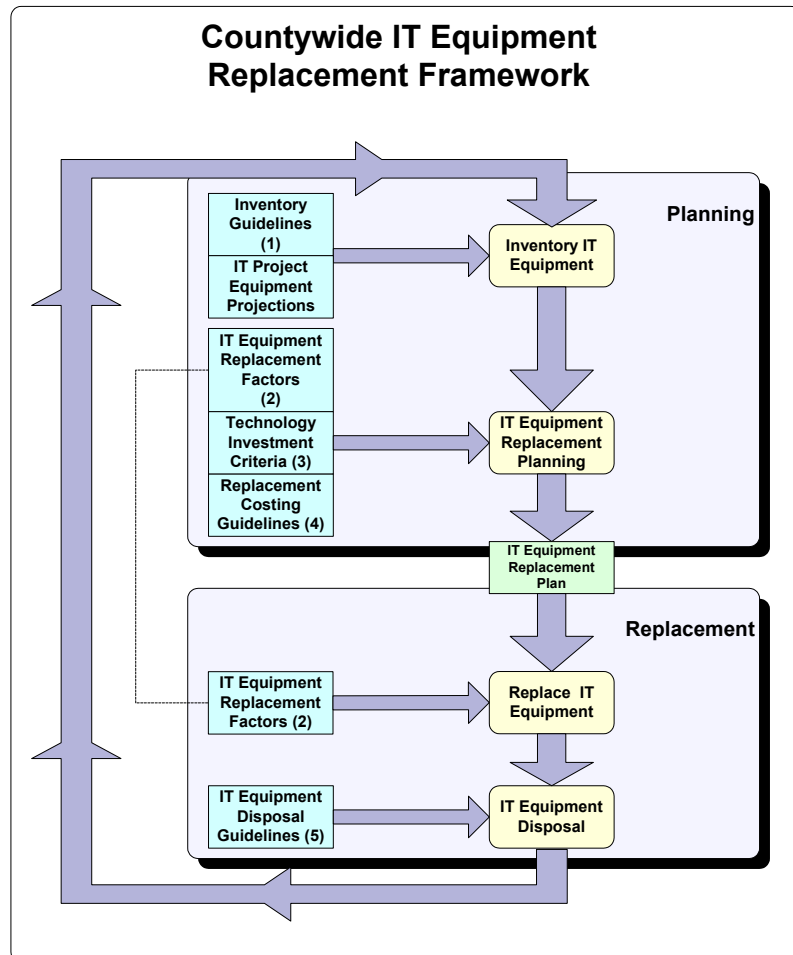 Countywide IT Equipment
Replacement Framework
Planning
Inventory
Guidelines
(1)
IT Project
Equipment
Projections
Inventory IT
Equipment
IT Equipment
Replacement
Factors
(2)
Technology
Investment
Criteria (3)
Replacement
Costing
Guidelines (4)
IT Equipment
Replacement
Planning
IT Equipment
Replacement
Plan
Replacement
IT Equipment
Replacement
Factors (2)
Replace IT
Equipment
IT Equipment
Disposal
Guidelines (5)
IT Equipment
Disposal